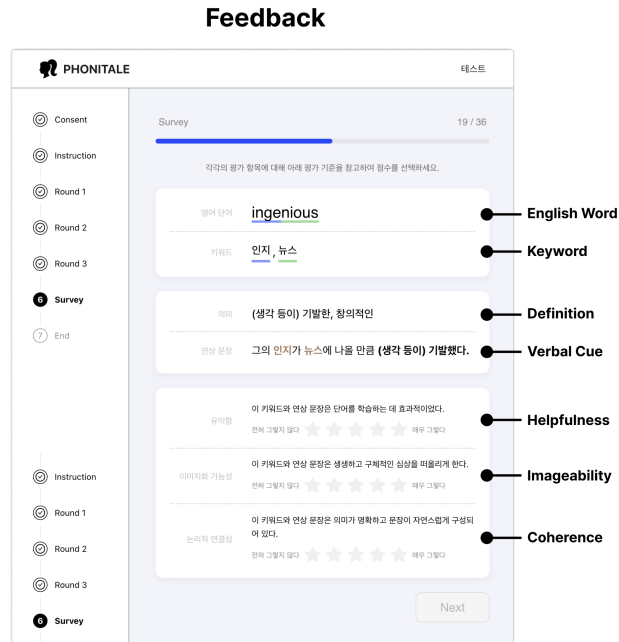 Feedback
PHONITALE
테스트
Consent
Instruction
Round 1
Round 2
Round 3
6 Survey
7 End
Instruction
Round 1
Round 2
Round 3
6 Survey
Survey
19 / 36
각각의 평가 항목에 대해 아래 평가 기준을 참고하여 점수를 선택하세요.
영어 단어
ingenious
English Word
키워드
인지 , 뉴스
Keyword
의미
(생각 등이) 기발한, 창의적인
Definition
연상 문장
그의 인지가 뉴스에 나올 만큼 (생각 등이) 기발했다.
Verbal Cue
유익함
이 키워드와 연상 문장은 단어를 학습하는 데 효과적이었다.
전혀 그렇지 않다
매우 그렇다
Helpfulness
이미지화 가능성
이 키워드와 연상 문장은 생생하고 구체적인 심상을 떠올리게 한다.
전혀 그렇지 않다
매우 그렇다
Imageability
논리적 연결성
이 키워드와 연상 문장은 의미가 명확하고 문장이 자연스럽게 구성되
어 있다.
전혀 그렇지 않다
매우 그렇다
Coherence
Next